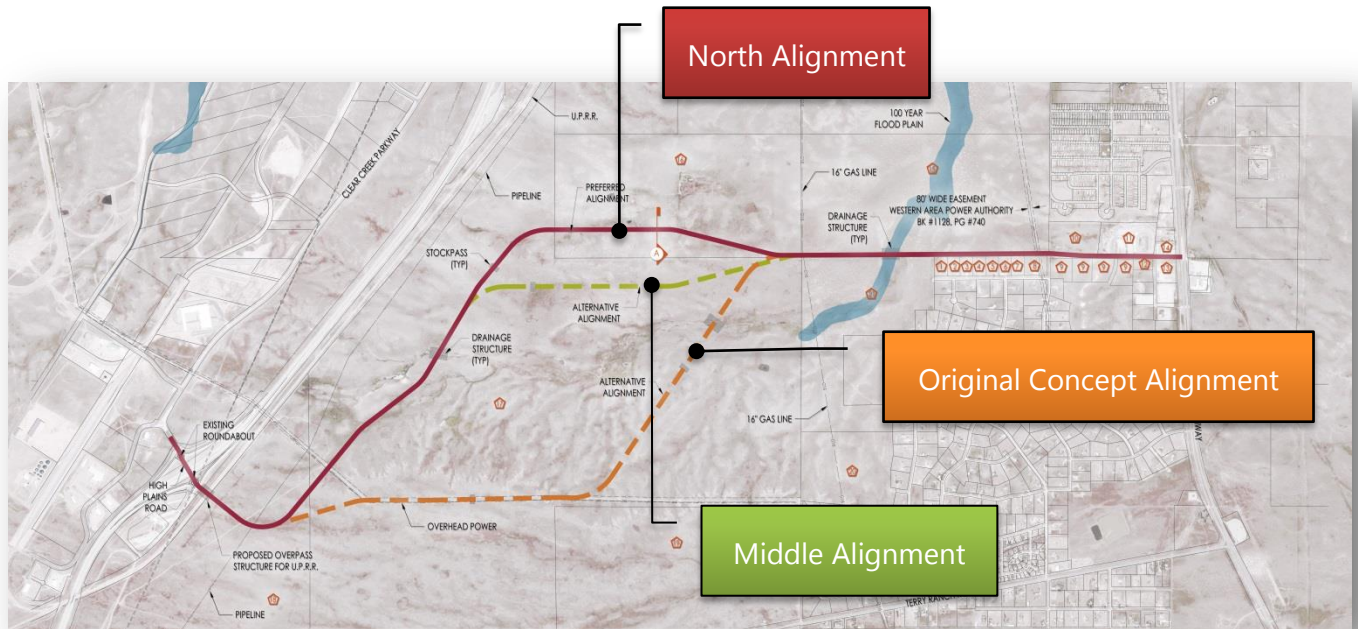 North Alignment
U.P.R.R.
100 YEAR
FLOOD PLAIN
CLEAR CREEK PARKWAY
PIPELINE
PREFERRED
ALIGNMENT
16" GAS LINE
80' WIDE EASEMENT
WESTERN AREA POWER AUTHORITY
BK #1128, PG #740
DRAINAGE
STRUCTURE
(TYP)
STOCKPASS
(TYP)
A
ALTERNATIVE
ALIGNMENT
DRAINAGE
STRUCTURE
(TYP)
Original Concept Alignment
ALTERNATIVE
ALIGNMENT
16" GAS LINE
EXISTING
ROUNDABOUT
HIGH
PLAINS
ROAD
OVERHEAD POWER
Middle Alignment
PROPOSED OVERPASS
STRUCTURE FOR U.P.R.R.
PIPELINE